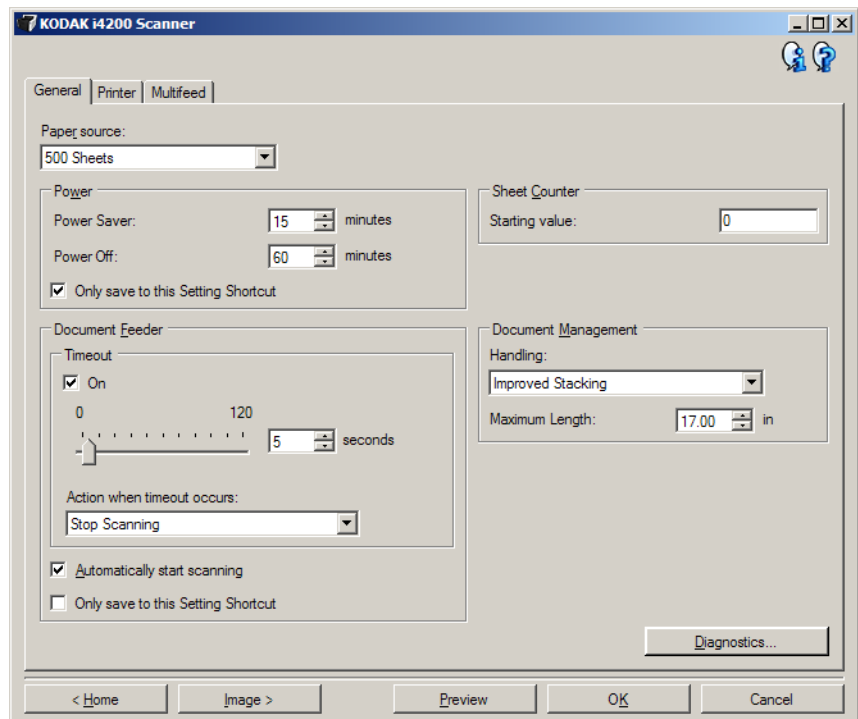 KODAK i4200 Scanner
General Printer Multifeed
Paper source:
500 Sheets
Power
Power Saver: 15 minutes
Power Off: 60 minutes
Only save to this Setting Shortcut
Sheet Counter
Starting value: 0
Document Feeder
Timeout
On
0 120
5 seconds
Action when timeout occurs:
Stop Scanning
Automatically start scanning
Only save to this Setting Shortcut
Document Management
Handling:
Improved Stacking
Maximum Length: 17.00 in
Diagnostics...
< Home Image > Preview OK Cancel